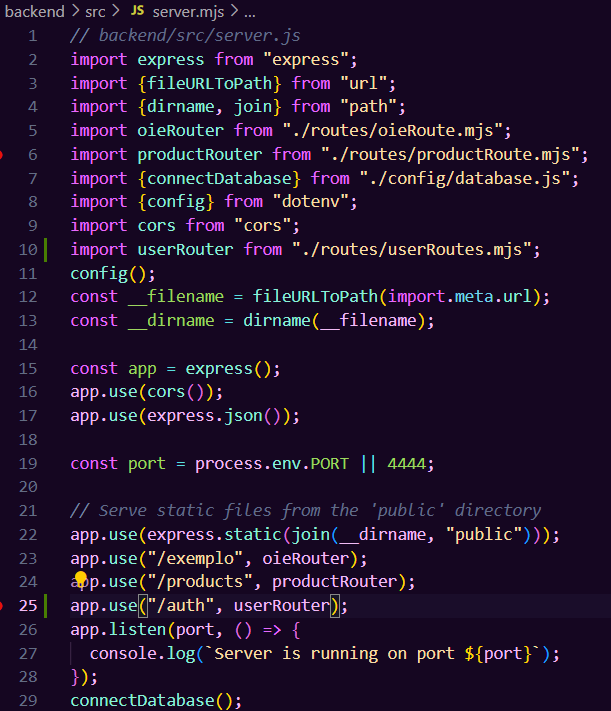 backend > src > JS server.mjs > ...
1 // backend/src/server.js
2 import express from "express";
3 import {fileURLToPath} from "url";
4 import {dirname, join} from "path";
5 import oieRouter from "./routes/oieRoute.mjs";
6 import productRouter from "./routes/productRoute.mjs";
7 import {connectDatabase} from "./config/database.js";
8 import {config} from "dotenv";
9 import cors from "cors";
10 import userRouter from "./routes/userRoutes.mjs";
11 config();
12 const __filename = fileURLToPath(import.meta.url);
13 const __dirname = dirname(__filename);
14
15 const app = express();
16 app.use(cors());
17 app.use(express.json());
18
19 const port = process.env.PORT || 4444;
20
21 // Serve static files from the 'public' directory
22 app.use(express.static(join(__dirname, "public")));
23 app.use("/exemplo", oieRouter);
24 app.use("/products", productRouter);
25 app.use("/auth", userRouter);
26 app.listen(port, () => {
27   console.log(`Server is running on port ${port}`);
28 });
29 connectDatabase();